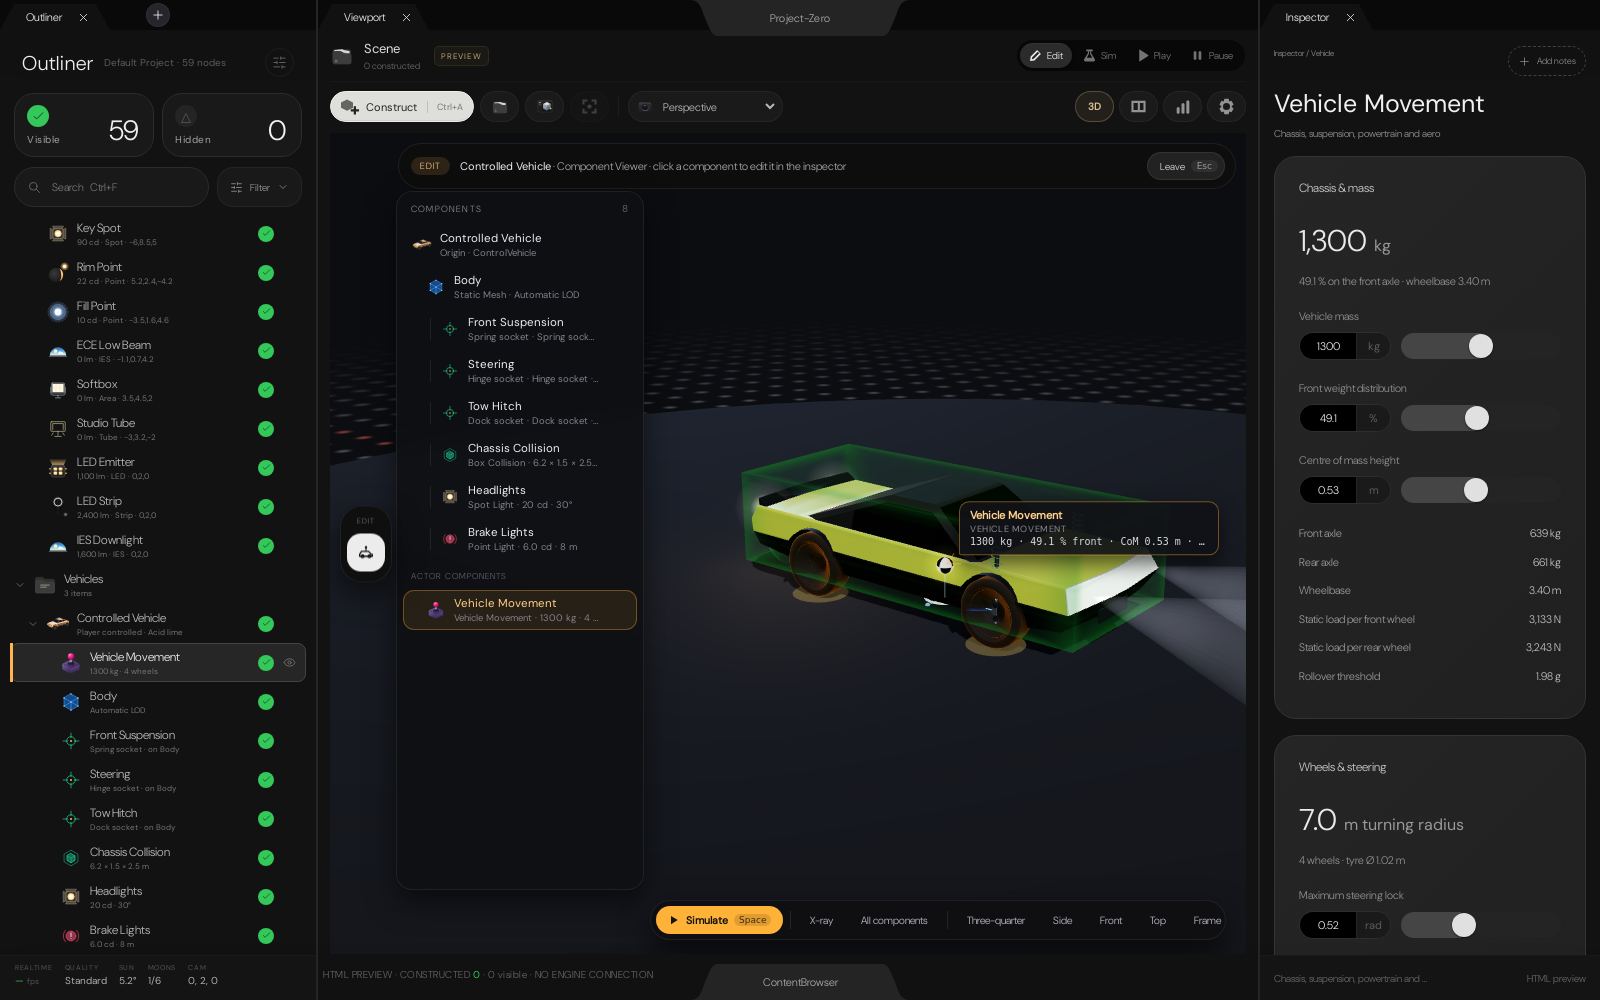 Outliner
Viewport
Project-Zero
Inspector
Outliner
Default Project · 59 nodes
Visible
59
Hidden
0
Search Ctrl+F
Filter
Key Spot
90 cd · Spot · -6,8.5,5
Rim Point
22 cd · Point · 5.2,2.4,-4.2
Fill Point
10 cd · Point · -3.5,1.6,4.6
ECE Low Beam
0 lm · IES · -1.1,0.7,4.2
Softbox
0 lm · Area · 3.5,4.5,2
Studio Tube
0 lm · Tube · -3,3.2,-2
LED Emitter
1,100 lm · LED · 0,2,0
LED Strip
2,400 lm · Strip · 0,2,0
IES Downlight
1,600 lm · IES · 0,2,0
Vehicles
3 items
Controlled Vehicle
Player controlled · Acid lime
Vehicle Movement
1300 kg · 4 wheels
Body
Automatic LOD
Front Suspension
Spring socket · on Body
Steering
Hinge socket · on Body
Tow Hitch
Dock socket · on Body
Chassis Collision
6.2 × 1.5 × 2.5 m
Headlights
20 cd · 30°
Brake Lights
6.0 cd · 8 m
REALTIME
— fps
QUALITY
Standard
SUN
5.2°
MOONS
1/6
CAM
0, 2, 0
Scene
0 constructed
PREVIEW
Edit
Sim
Play
Pause
Construct
Ctrl+A
Perspective
3D
EDIT
Controlled Vehicle · Component Viewer · click a component to edit it in the inspector
Leave Esc
COMPONENTS
8
Controlled Vehicle
Origin · ControlVehicle
Body
Static Mesh · Automatic LOD
Front Suspension
Spring socket · Spring sock...
Steering
Hinge socket · Hinge socket ·...
Tow Hitch
Dock socket · Dock socket ·...
Chassis Collision
Box Collision · 6.2 × 1.5 × 2.5...
Headlights
Spot Light · 20 cd · 30°
Brake Lights
Point Light · 6.0 cd · 8 m
ACTOR COMPONENTS
Vehicle Movement
Vehicle Movement · 1300 kg · 4 ...
EDIT
Vehicle Movement
VEHICLE MOVEMENT
1300 kg · 49.1 % front · CoM 0.53 m · …
Simulate Space
X-ray
All components
Three-quarter
Side
Front
Top
Frame
HTML PREVIEW · CONSTRUCTED 0 · 0 visible · NO ENGINE CONNECTION
ContentBrowser
Inspector / Vehicle
Add notes
Vehicle Movement
Chassis, suspension, powertrain and aero
Chassis & mass
1,300 kg
49.1 % on the front axle · wheelbase 3.40 m
Vehicle mass
1300 kg
Front weight distribution
49.1 %
Centre of mass height
0.53 m
Front axle 639 kg
Rear axle 661 kg
Wheelbase 3.40 m
Static load per front wheel 3,133 N
Static load per rear wheel 3,243 N
Rollover threshold 1.98 g
Wheels & steering
7.0 m turning radius
4 wheels · tyre Ø 1.02 m
Maximum steering lock
0.52 rad
Chassis, suspension, powertrain and ...
HTML preview